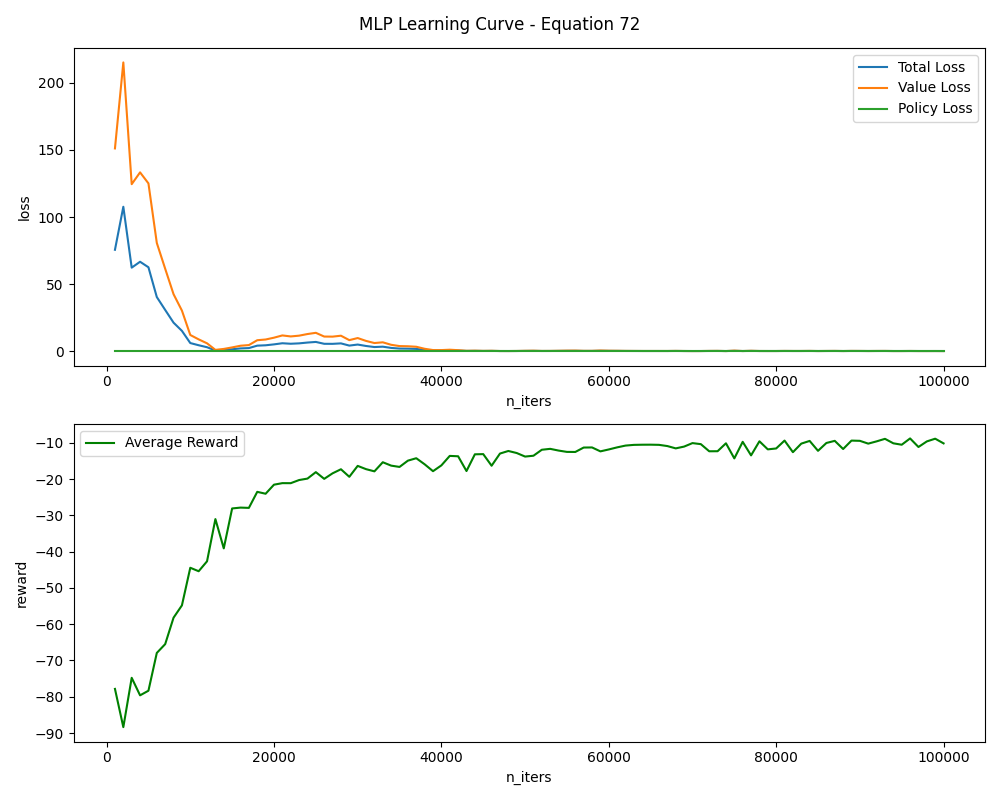 MLP Learning Curve - Equation 72
Total Loss
Value Loss
Policy Loss
200
150
100
50
0
loss
0 20000 40000 60000 80000 100000
n_iters
Average Reward
−10
−20
−30
−40
−50
−60
−70
−80
−90
reward
0 20000 40000 60000 80000 100000
n_iters